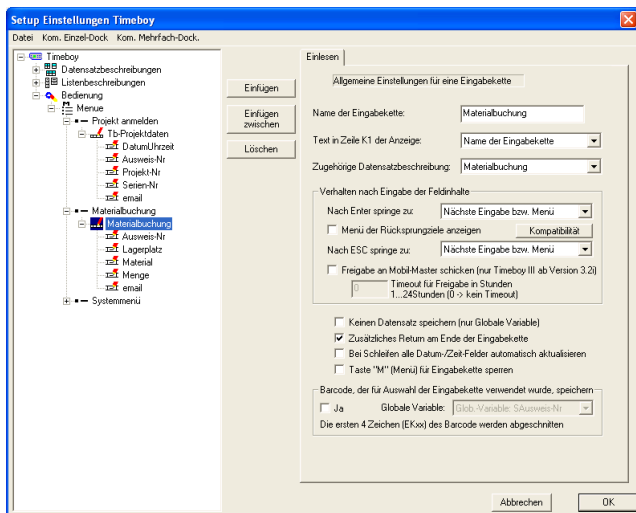 Setup Einstellungen Timeboy
Datei Kom. Einzel-Dock Kom. Mehrfach-Dock.
Timeboy
Datensatzbeschreibungen
Listenbeschreibungen
Bedienung
Menue
Projekt anmelden
Tb-Projektdaten
DatumUhrzeit
Ausweis-Nr
Projekt-Nr
Serien-Nr
email
Materialbuchung
Materialbuchung
Ausweis-Nr
Lagerplatz
Material
Menge
email
Systemmenü
Einfügen
Einfügen
zwischen
Löschen
Einlesen
Allgemeine Einstellungen für eine Eingabekette
Name der Eingabekette: Materialbuchung
Text in Zeile K1 der Anzeige: Name der Eingabekette
Zugehörige Datensatzbeschreibung: Materialbuchung
Verhalten nach Eingabe der Feldinhalte
Nach Enter springe zu: Nächste Eingabe bzw. Menü
Menü der Rücksprungziele anzeigen Kompatibilität
Nach ESC springe zu: Nächste Eingabe bzw. Menü
Freigabe an Mobil-Master schicken (nur Timeboy III ab Version 3.2i)
0 Timeout für Freigabe in Stunden
1...24Stunden (0 -> kein Timeout)
Keinen Datensatz speichern (nur Globale Variable)
Zusätzliches Return am Ende der Eingabekette
Bei Schleifen alle Datum-/Zeit-Felder automatisch aktualisieren
Taste "M" (Menü) für Eingabekette sperren
Barcode, der für Auswahl der Eingabekette verwendet wurde, speichern
Ja Globale Variable: Glob.-Variable: SAusweis-Nr
Die ersten 4 Zeichen (EKxx) des Barcode werden abgeschnitten
Abbrechen OK